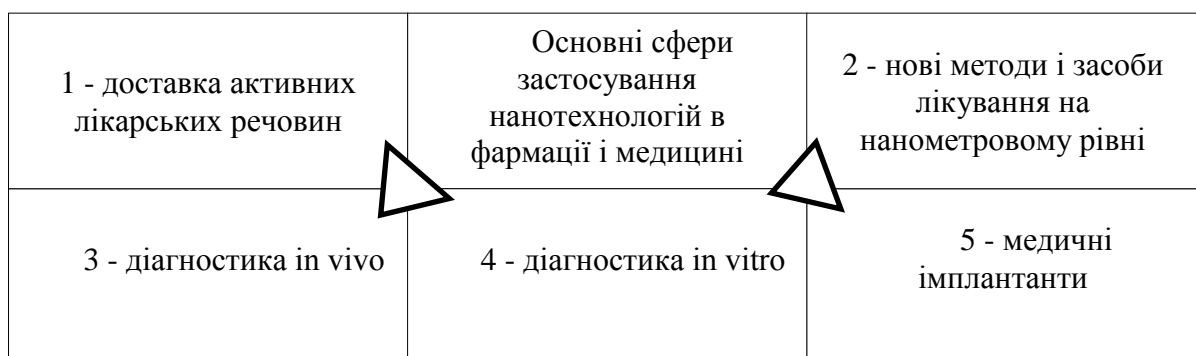 1 - доставка активних
лікарських речовин
Основні сфери
застосування
нанотехнологій в
фармації і медицині
2 - нові методи і засоби
лікування на
нанометровому рівні
3 - діагностика in vivo
4 - діагностика in vitro
5 - медичні
імплантанти